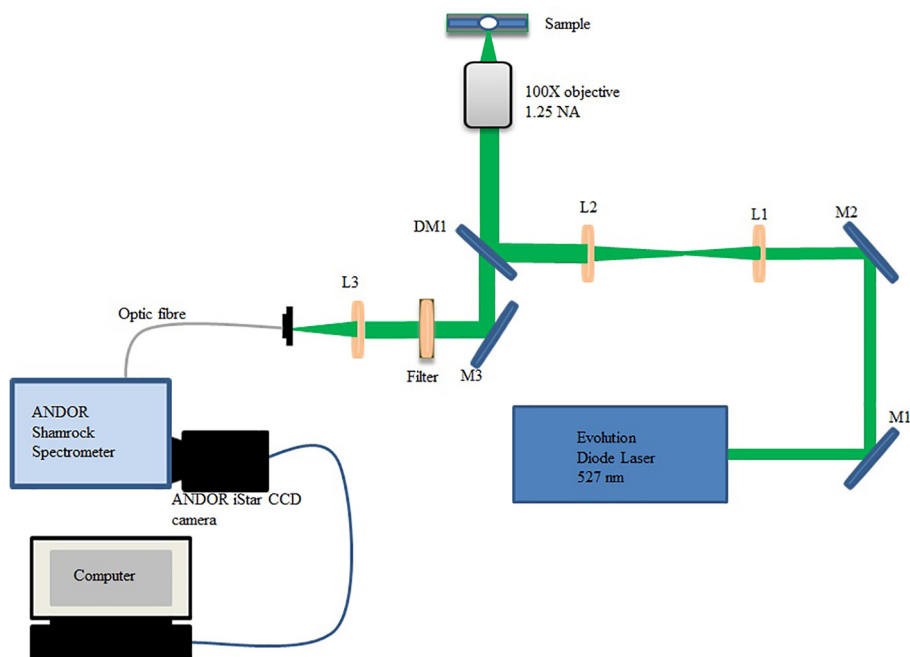 Sample
100X objective
1.25 NA
L2
L1
M2
DM1
L3
Optic fibre
M3
Filter
ANDOR
Shamrock
Spectrometer
Evolution
Diode Laser
527 nm
M1
ANDOR iStar CCD
camera
Computer